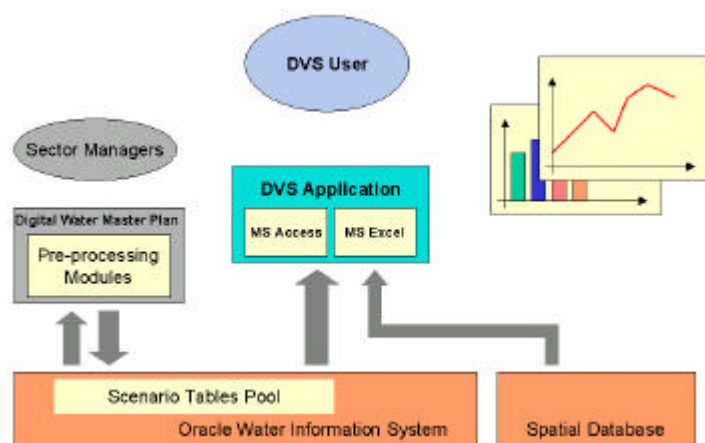 DVS User
Sector Managers
DVS Application
MS Access
MS Excel
Digital Water Master Plan
Pre-processing
Modules
Scenario Tables Pool
Oracle Water Information System
Spatial Database